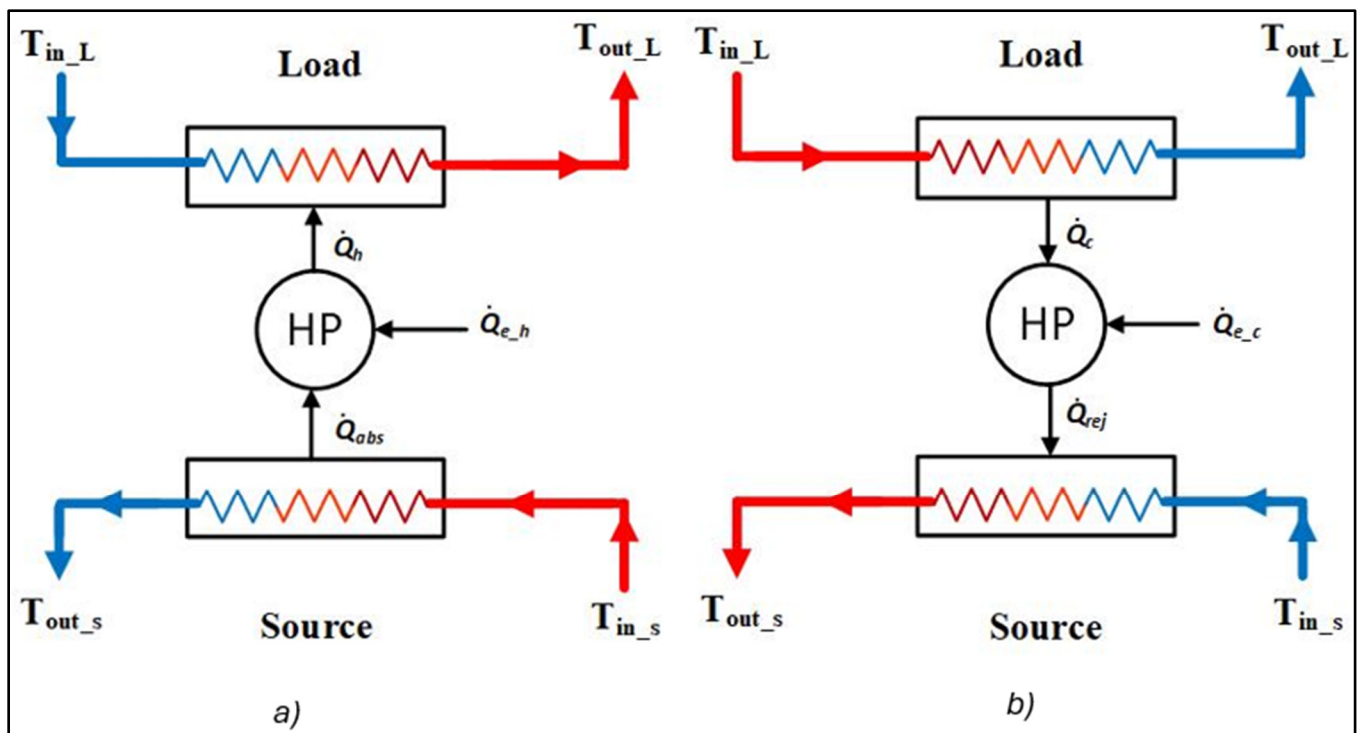 T_in_L
Load
T_out_L
Q̇_h
HP
Q̇_e_h
Q̇_abs
T_out_s
Source
T_in_s
a)
T_in_L
Load
T_out_L
Q̇_c
HP
Q̇_e_c
Q̇_rej
T_out_s
Source
T_in_s
b)